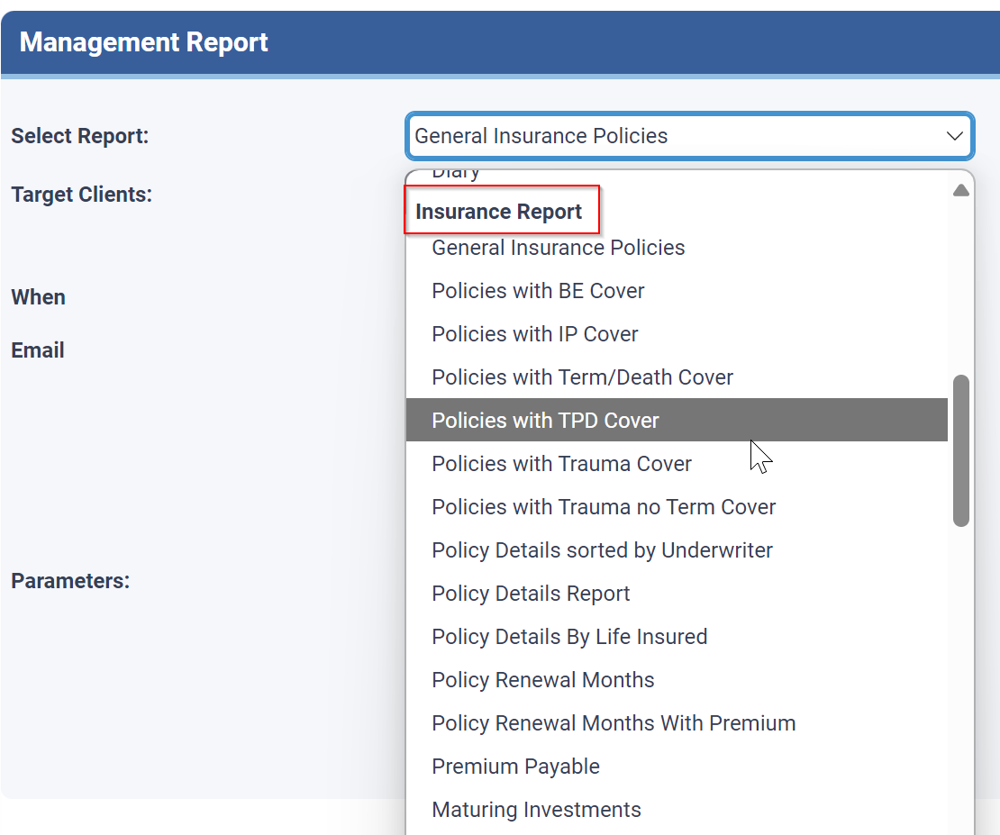 Management Report
Select Report:
General Insurance Policies
Target Clients:
When
Email
Parameters:
Diary
Insurance Report
General Insurance Policies
Policies with BE Cover
Policies with IP Cover
Policies with Term/Death Cover
Policies with TPD Cover
Policies with Trauma Cover
Policies with Trauma no Term Cover
Policy Details sorted by Underwriter
Policy Details Report
Policy Details By Life Insured
Policy Renewal Months
Policy Renewal Months With Premium
Premium Payable
Maturing Investments